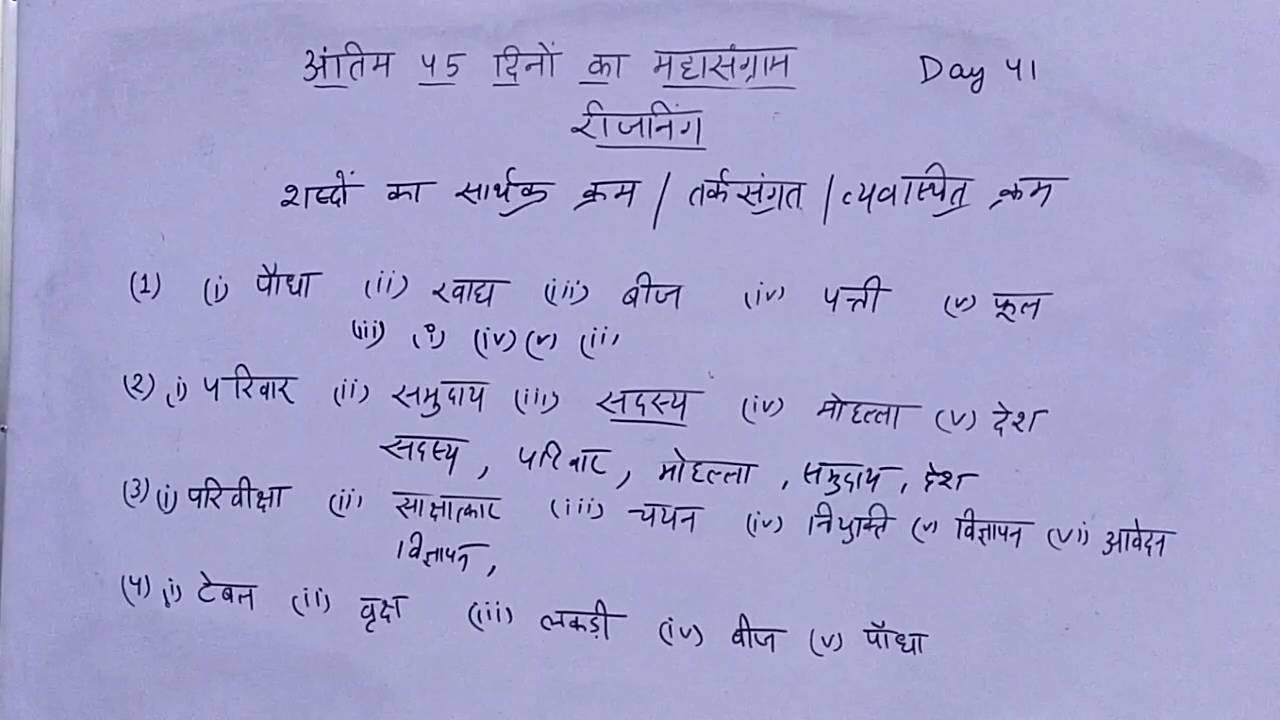 अंतिम 45 दिनों का महासंग्राम Day 41
रीजनिंग
शब्दों का सार्थक क्रम / तर्कसंगत / व्यवास्थित क्रम
(1) (i) पौधा (ii) खाद्य (iii) बीज (iv) पत्ती (v) फूल
(iii) (i) (iv) (v) (ii)
(2) (i) परिवार (ii) समुदाय (iii) सदस्य (iv) मोहल्ला (v) देश
सदस्य, परिवार, मोहल्ला, समुदाय, देश
(3) (i) परिवीक्षा (ii) साक्षात्कार (iii) चयन (iv) नियुक्ति (v) विज्ञापन (vi) आवेदन
विज्ञापन,
(4) (i) टेबल (ii) वृक्ष (iii) लकड़ी (iv) बीज (v) पौधा